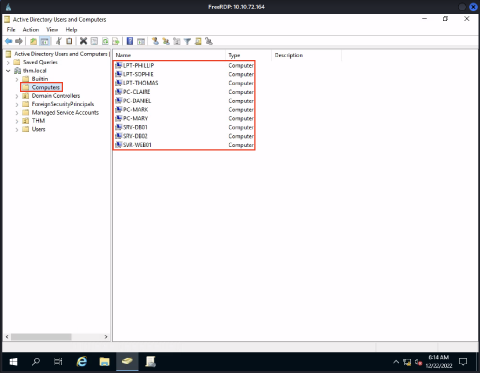 FreeRDP: 10.10.72.164
Active Directory Users and Computers
File Action View Help
Active Directory Users and Computers
Saved Queries
thm.local
Builtin
Computers
Domain Controllers
ForeignSecurityPrincipals
Managed Service Accounts
THM
Users
Name Type Description
LPT-PHILLIP Computer
LPT-SOPHIE Computer
LPT-THOMAS Computer
PC-CLAIRE Computer
PC-DANIEL Computer
PC-MARK Computer
PC-MARY Computer
SRV-DB01 Computer
SRV-DB02 Computer
SVR-WEB01 Computer
6:14 AM
12/22/2022